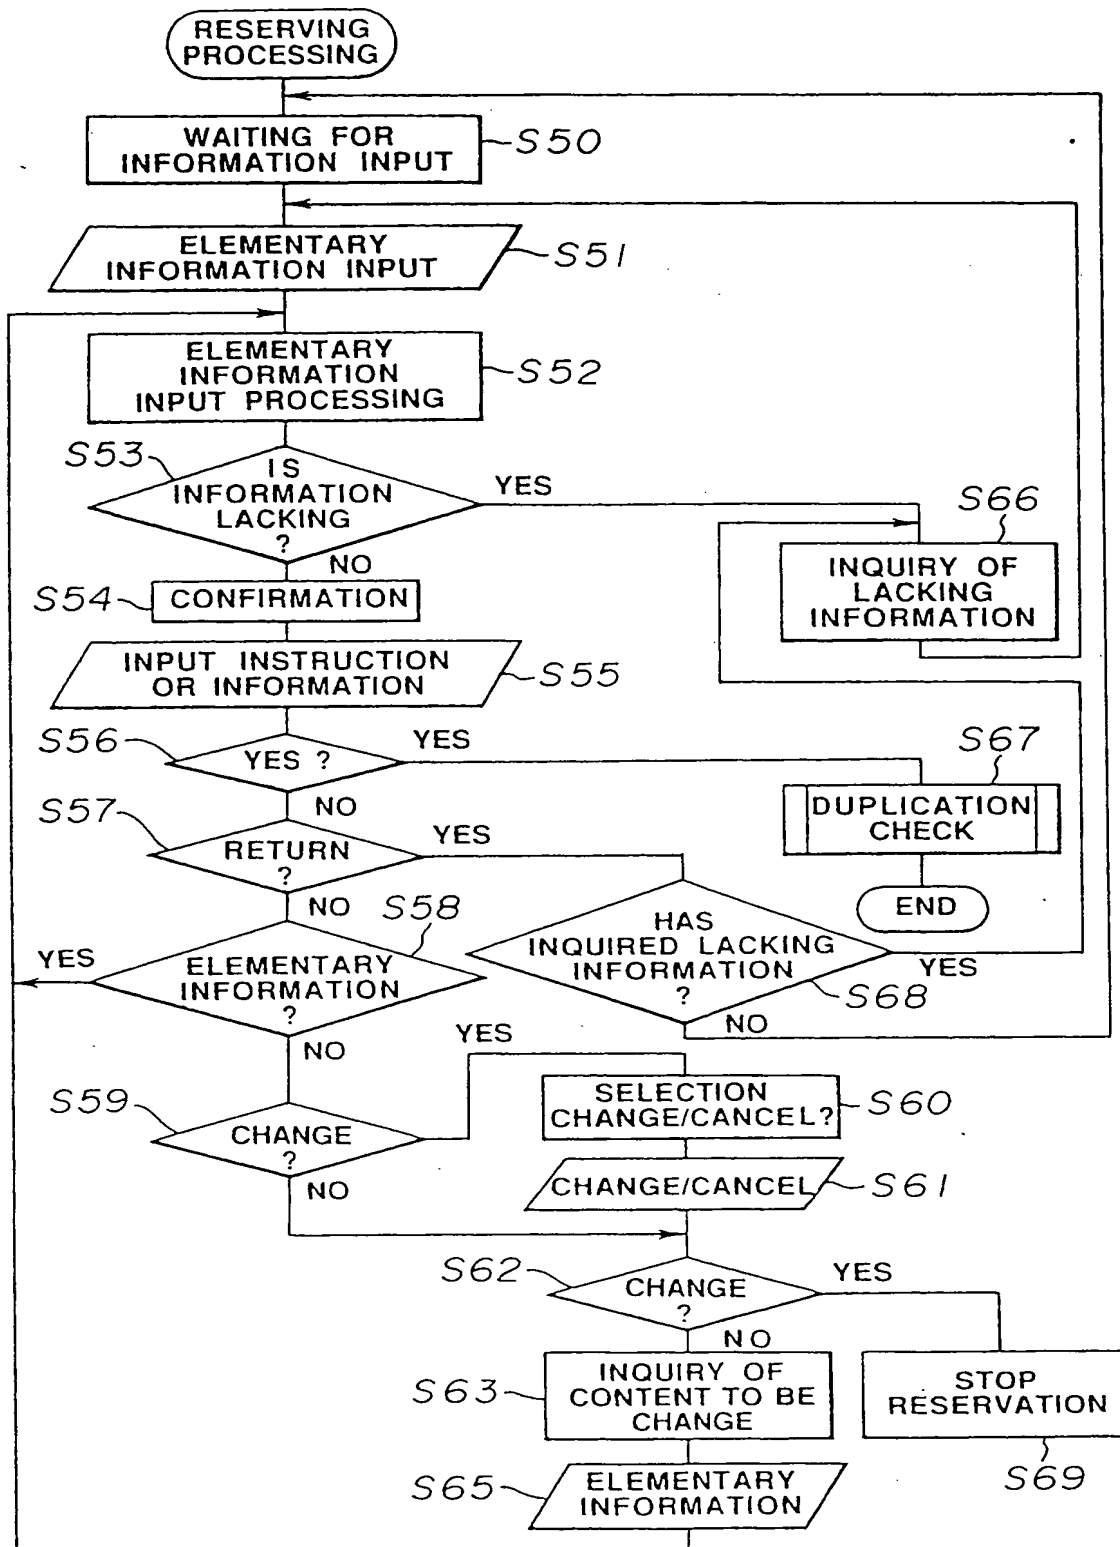 RESERVING
PROCESSING
WAITING FOR
INFORMATION INPUT
S50
ELEMENTARY
INFORMATION INPUT
S51
ELEMENTARY
INFORMATION
INPUT PROCESSING
S52
S53
IS
INFORMATION
LACKING
?
YES
NO
S66
INQUIRY OF
LACKING
INFORMATION
S54
CONFIRMATION
INPUT INSTRUCTION
OR INFORMATION
S55
S56
YES ?
YES
NO
S67
DUPLICATION
CHECK
END
S57
RETURN
?
YES
NO
S58
ELEMENTARY
INFORMATION
?
YES
NO
HAS
INQUIRED LACKING
INFORMATION
?
YES
S68
NO
S59
CHANGE
?
YES
NO
SELECTION
CHANGE/CANCEL?
S60
CHANGE/CANCEL
S61
S62
CHANGE
?
YES
NO
S63
INQUIRY OF
CONTENT TO BE
CHANGE
STOP
RESERVATION
S69
S65
ELEMENTARY
INFORMATION